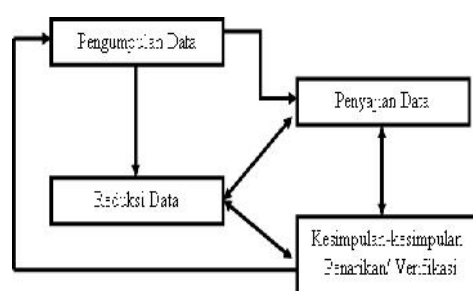 Pengumpulan Data
Penyajian Data
Reduksi Data
Kesimpulan-kesimpulan
Penarikan/ Verifikasi